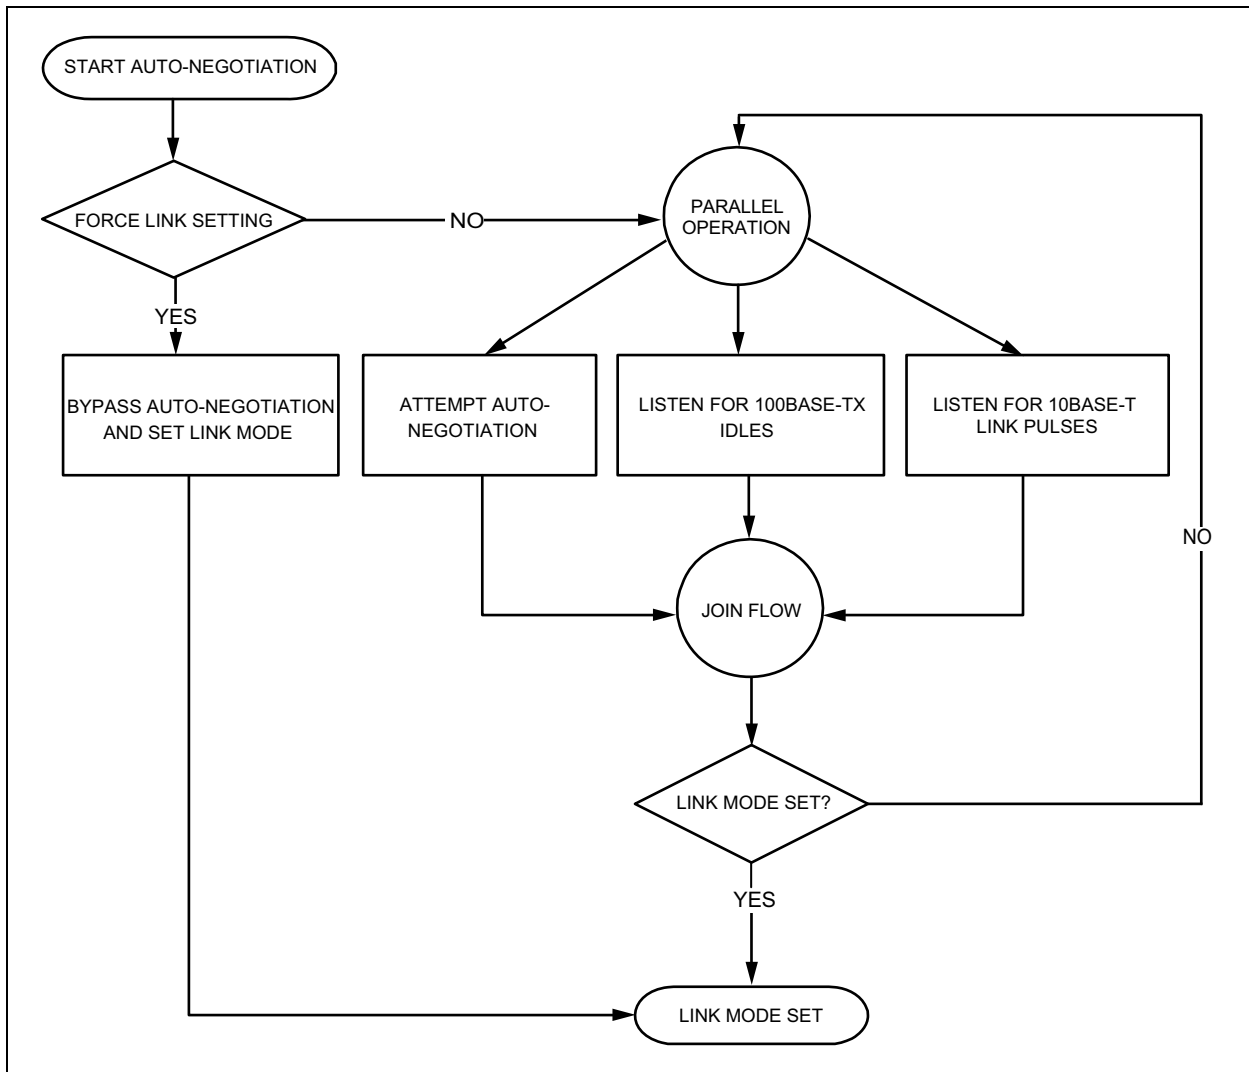 START AUTO-NEGOTIATION
FORCE LINK SETTING
NO
PARALLEL
OPERATION
YES
BYPASS AUTO-NEGOTIATION
AND SET LINK MODE
ATTEMPT AUTO-
NEGOTIATION
LISTEN FOR 100BASE-TX
IDLES
LISTEN FOR 10BASE-T
LINK PULSES
NO
JOIN FLOW
LINK MODE SET?
YES
LINK MODE SET